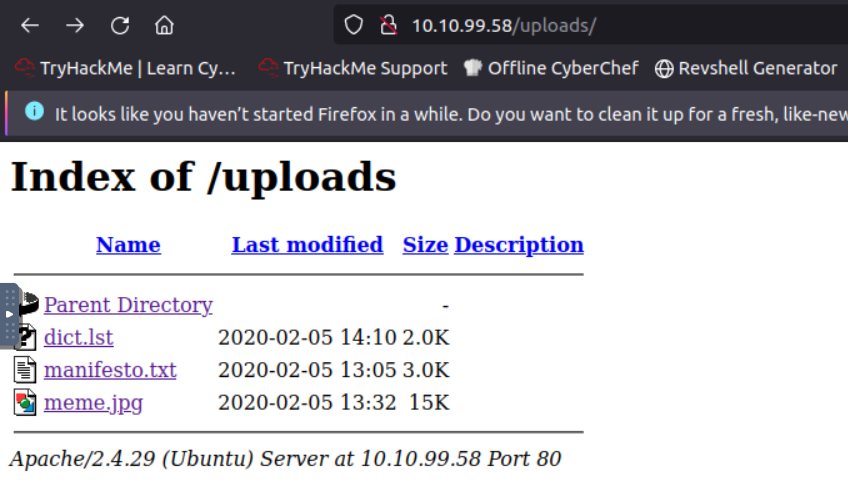 10.10.99.58/uploads/
TryHackMe | Learn Cy... TryHackMe Support Offline CyberChef Revshell Generator
It looks like you haven't started Firefox in a while. Do you want to clean it up for a fresh, like-new
Index of /uploads
Name Last modified Size Description
Parent Directory -
dict.lst 2020-02-05 14:10 2.0K
manifesto.txt 2020-02-05 13:05 3.0K
meme.jpg 2020-02-05 13:32 15K
Apache/2.4.29 (Ubuntu) Server at 10.10.99.58 Port 80